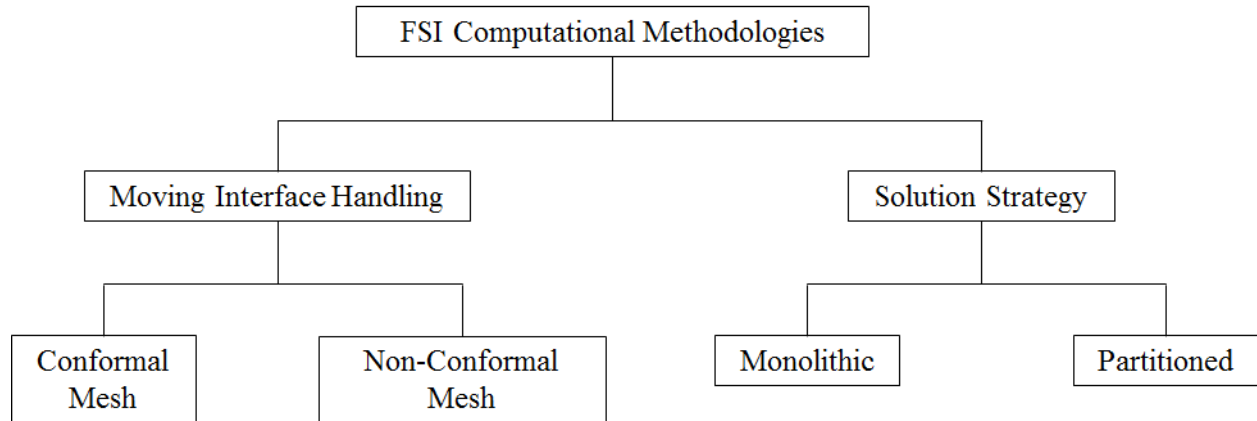 FSI Computational Methodologies
Moving Interface Handling
Solution Strategy
Conformal
Mesh
Non-Conformal
Mesh
Monolithic
Partitioned